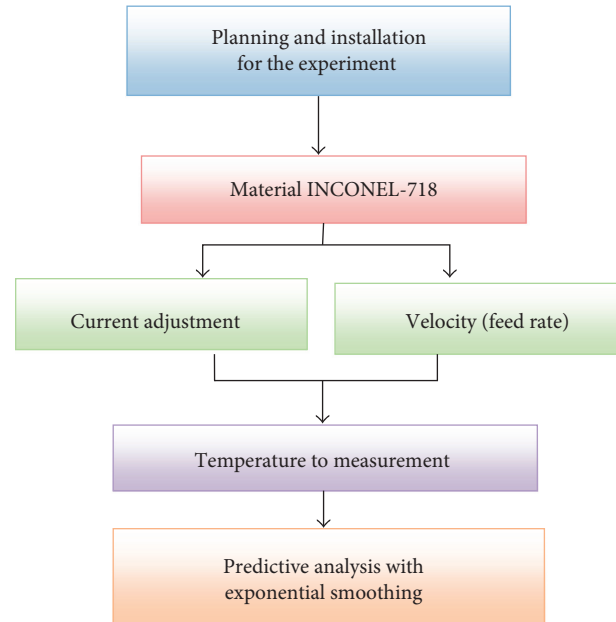 Planning and installation
for the experiment
Material INCONEL-718
Current adjustment
Velocity (feed rate)
Temperature to measurement
Predictive analysis with
exponential smoothing